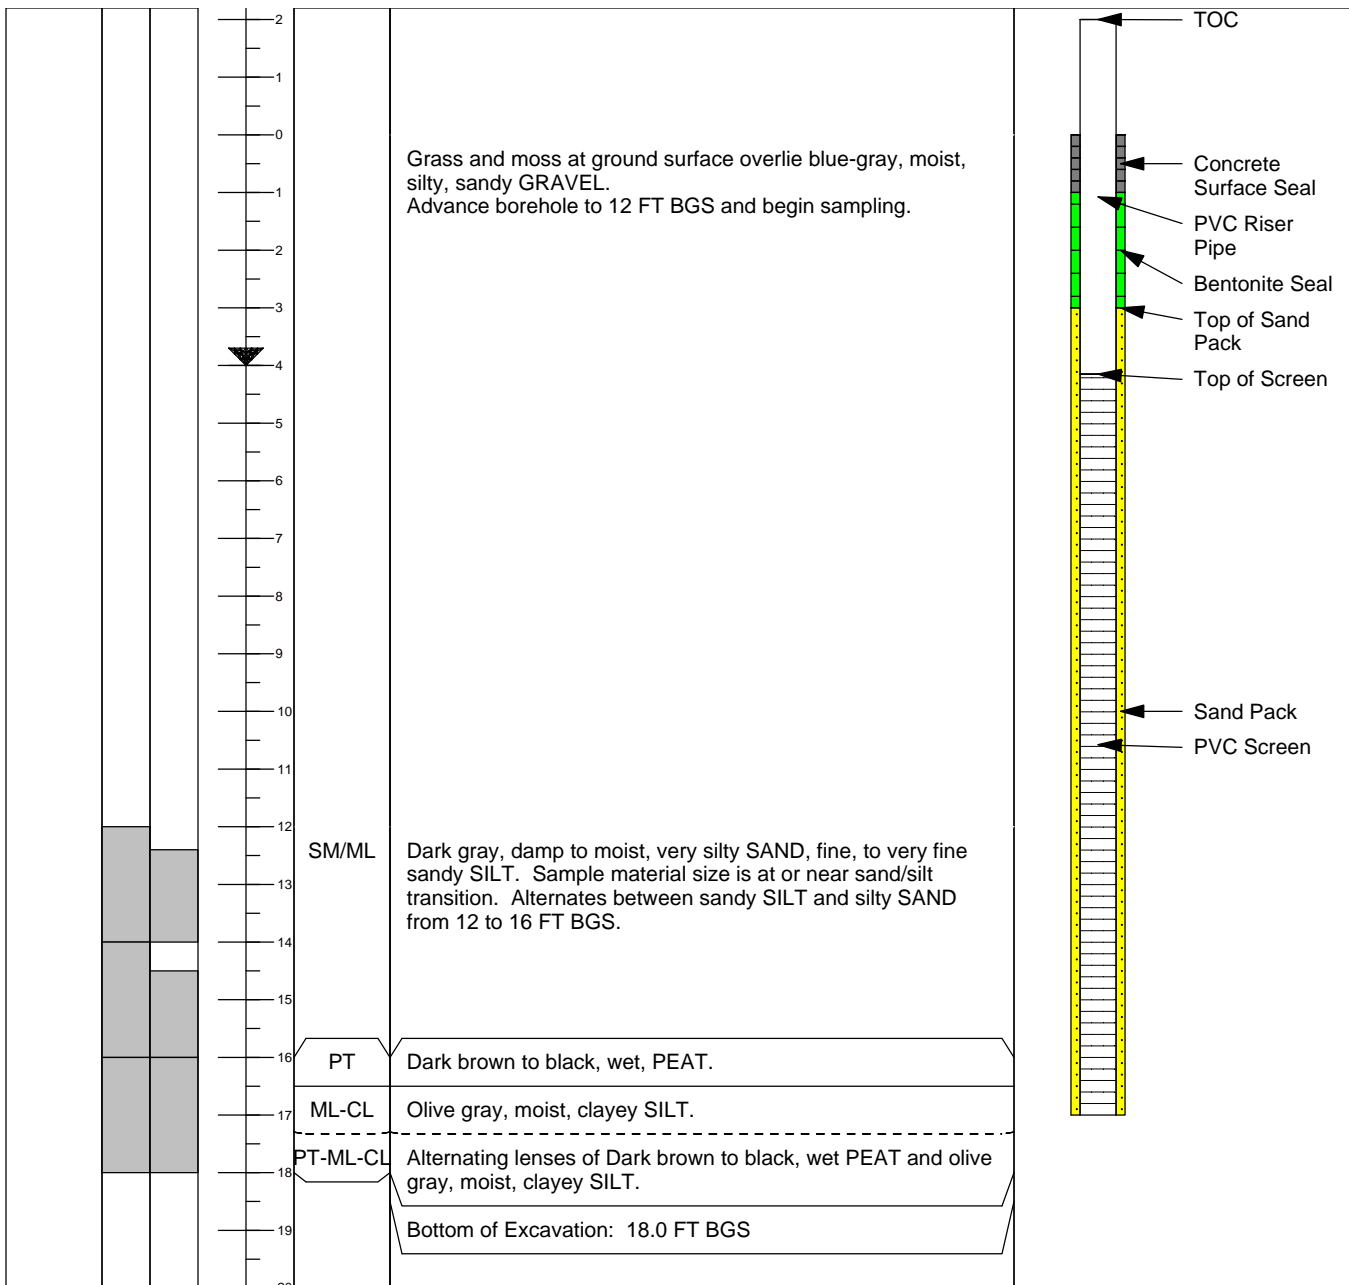 2
TOC
1
0
Grass and moss at ground surface overlie blue-gray, moist,
silty, sandy GRAVEL.
Advance borehole to 12 FT BGS and begin sampling.
Concrete
Surface Seal
1
PVC Riser
Pipe
2
Bentonite Seal
3
Top of Sand
Pack
4
Top of Screen
5
6
7
8
9
10
Sand Pack
PVC Screen
11
12
SM/ML
Dark gray, damp to moist, very silty SAND, fine, to very fine
sandy SILT. Sample material size is at or near sand/silt
transition. Alternates between sandy SILT and silty SAND
from 12 to 16 FT BGS.
13
14
15
16
PT
Dark brown to black, wet, PEAT.
17
ML-CL
Olive gray, moist, clayey SILT.
PT-ML-CL
Alternating lenses of Dark brown to black, wet PEAT and olive
gray, moist, clayey SILT.
18
19
Bottom of Excavation: 18.0 FT BGS
20